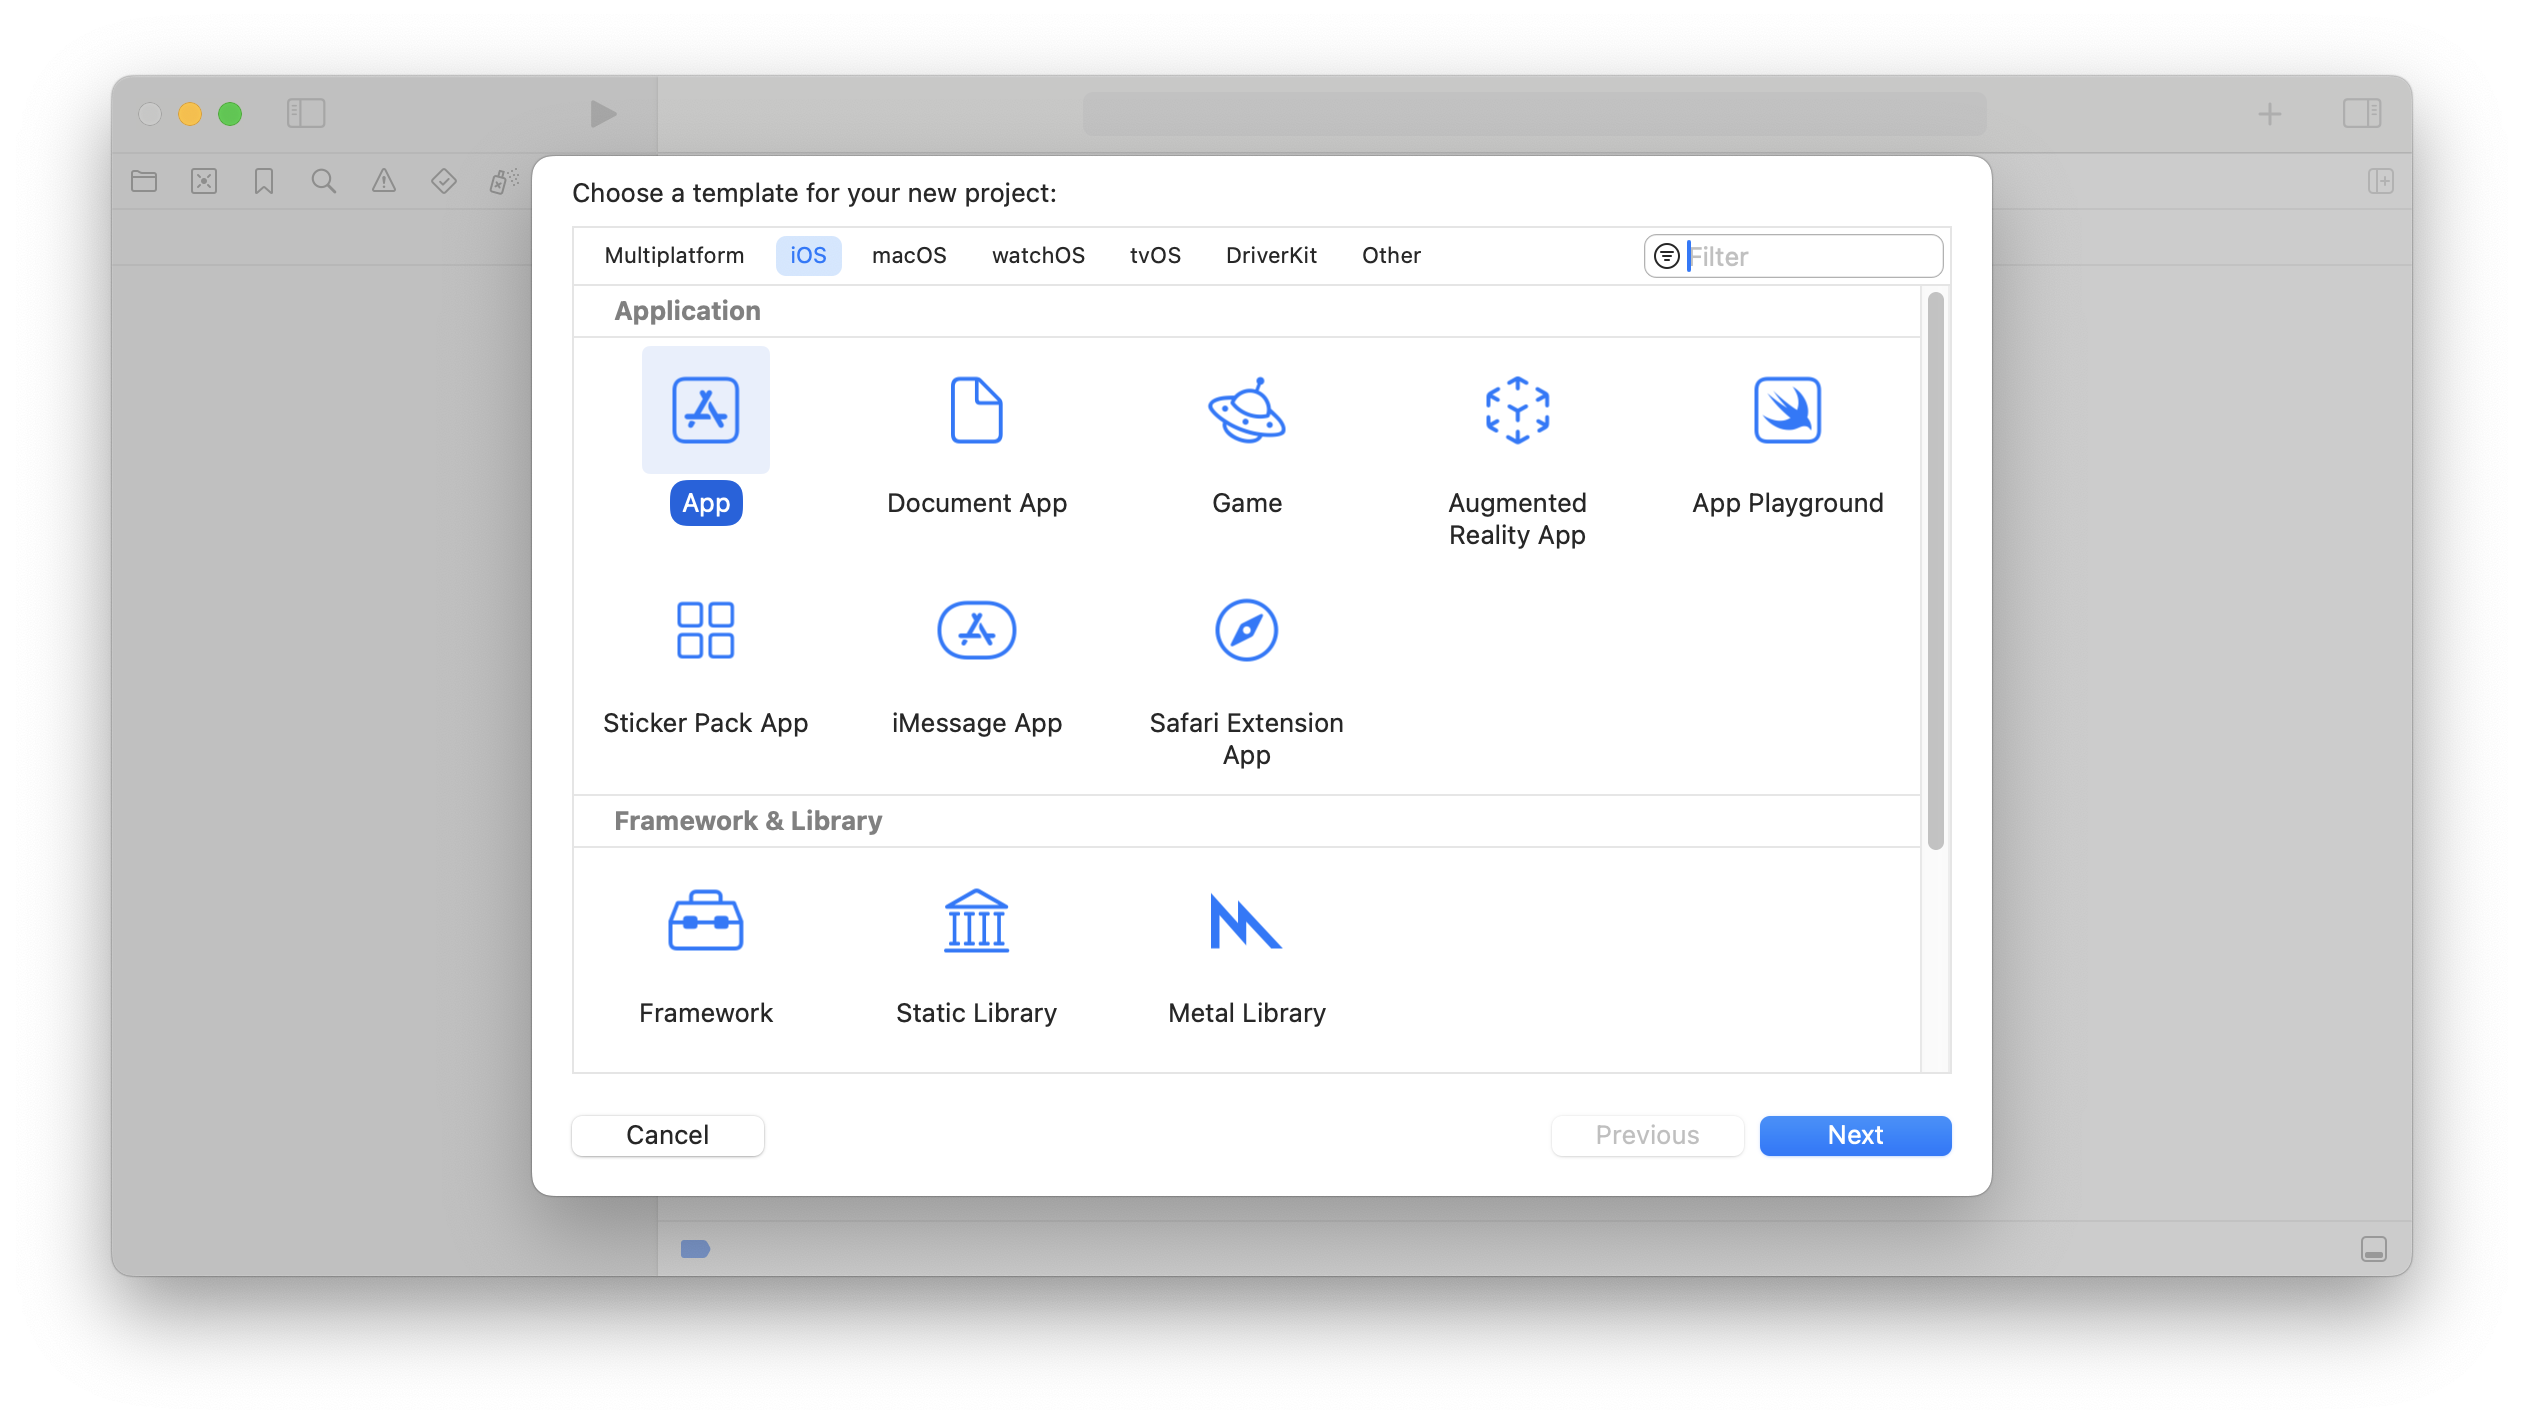 Choose a template for your new project:
Multiplatform iOS macOS watchOS tvOS DriverKit Other Filter
Application
App Document App Game Augmented Reality App App Playground
Sticker Pack App iMessage App Safari Extension App
Framework & Library
Framework Static Library Metal Library
Cancel Previous Next